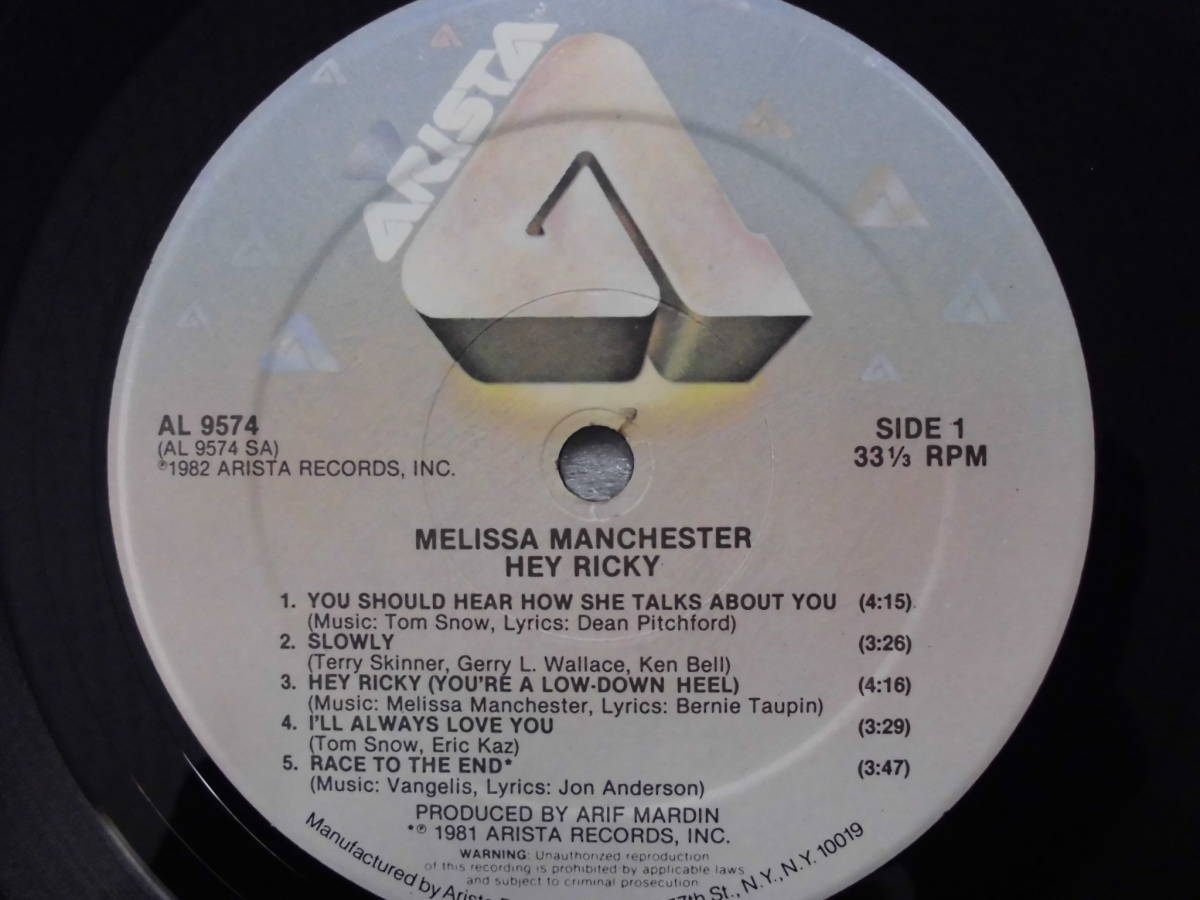 ARISTA
AL 9574
(AL 9574 SA)
℗1982 ARISTA RECORDS, INC.
SIDE 1
33 1/3 RPM
MELISSA MANCHESTER
HEY RICKY
1. YOU SHOULD HEAR HOW SHE TALKS ABOUT YOU (4:15)
(Music: Tom Snow, Lyrics: Dean Pitchford)
2. SLOWLY (3:26)
(Terry Skinner, Gerry L. Wallace, Ken Bell)
3. HEY RICKY (YOU'RE A LOW-DOWN HEEL) (4:16)
(Music: Melissa Manchester, Lyrics: Bernie Taupin)
4. I'LL ALWAYS LOVE YOU (3:29)
(Tom Snow, Eric Kaz)
5. RACE TO THE END* (3:47)
(Music: Vangelis, Lyrics: Jon Anderson)
PRODUCED BY ARIF MARDIN
*℗ 1981 ARISTA RECORDS, INC.
WARNING: Unauthorized reproduction
of this recording is prohibited by applicable laws
and subject to criminal prosecution.
Manufactured by Arista St., N.Y., N.Y. 10019